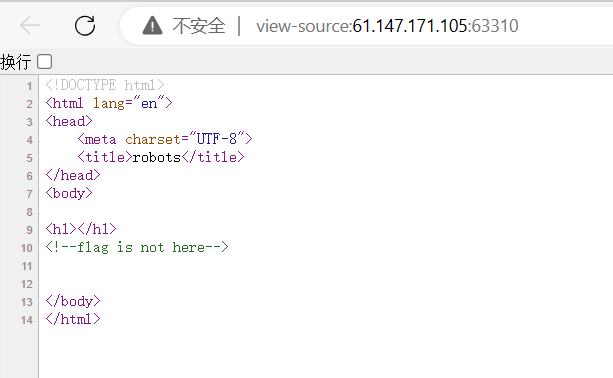 不安全 | view-source:61.147.171.105:63310
换行
1 <!DOCTYPE html>
2 <html lang="en">
3 <head>
4     <meta charset="UTF-8">
5     <title>robots</title>
6 </head>
7 <body>
8
9 <h1></h1>
10 <!--flag is not here-->
11
12
13 </body>
14 </html>